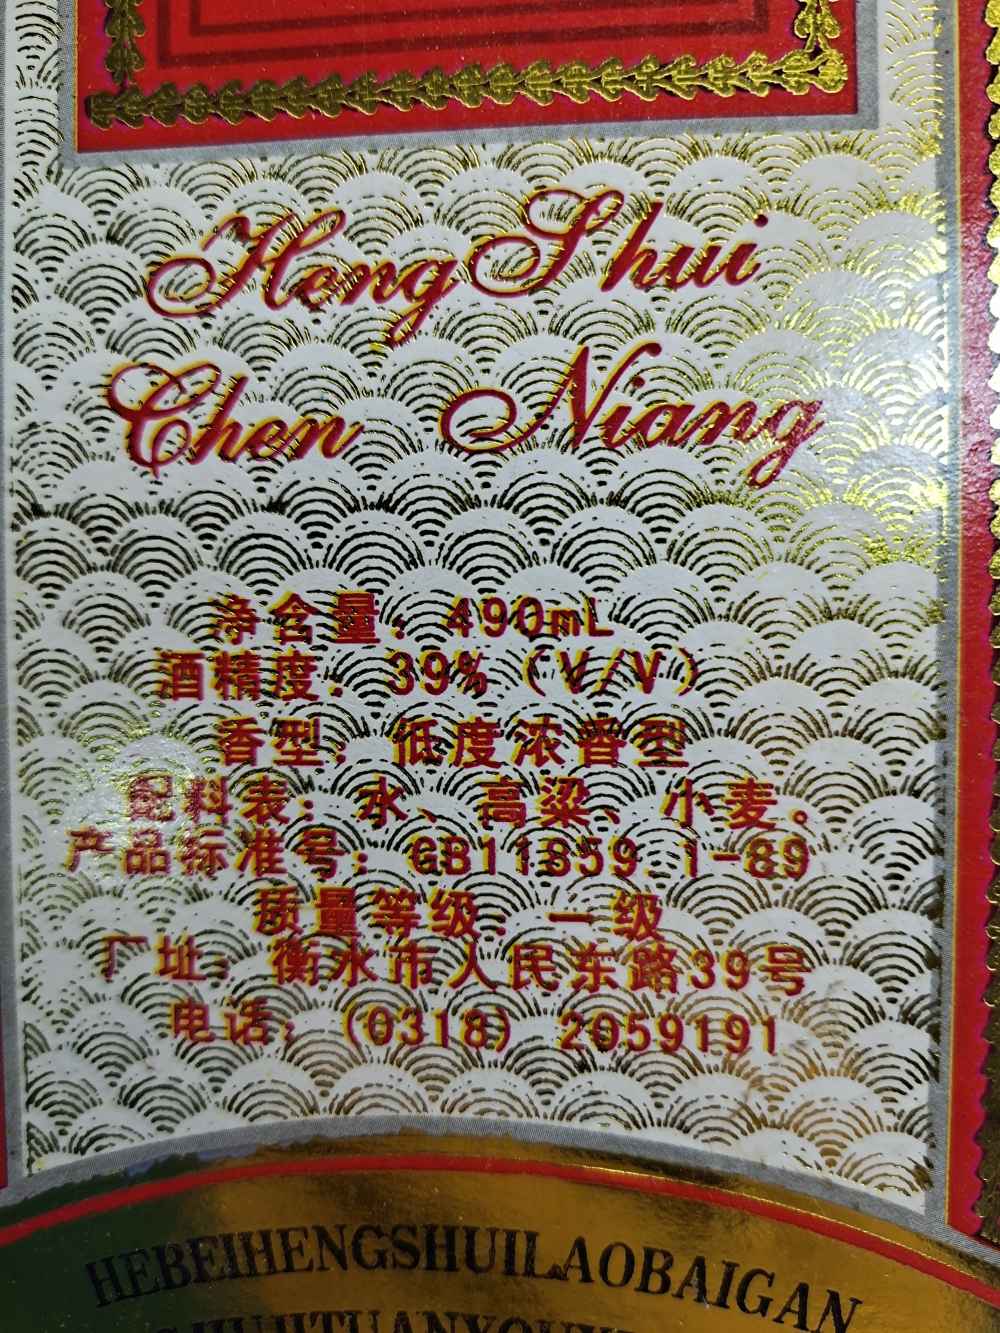 Heng Shui
Chen Niang
净含量：490mL
酒精度：39%（V/V）
香型：低度浓香型
配料表：水、高粱、小麦。
产品标准号：GB11859.1-89
质量等级：一级
厂址：衡水市人民东路39号
电话：(0318) 2059191
HEBEIHENGSHUILAOBAIGAN